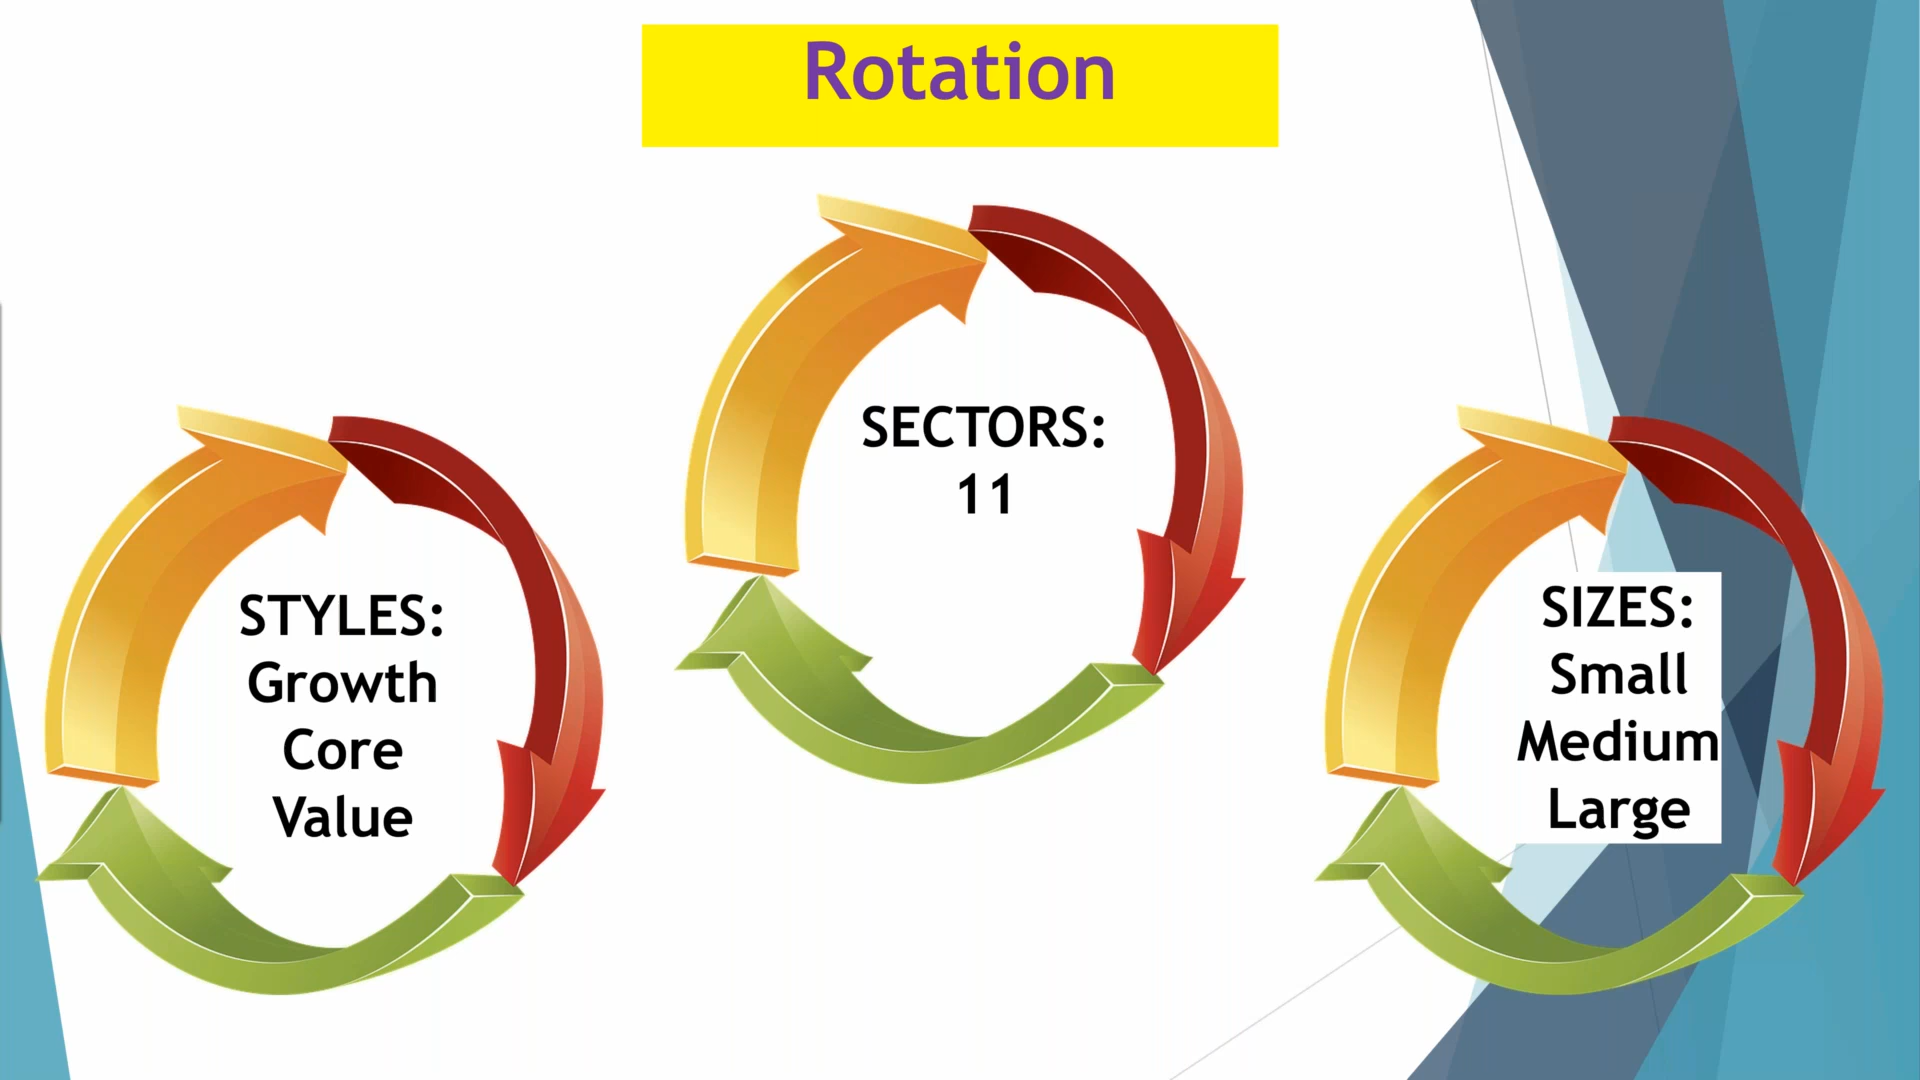 Rotation
STYLES:
Growth
Core
Value
SECTORS:
11
SIZES:
Small
Medium
Large